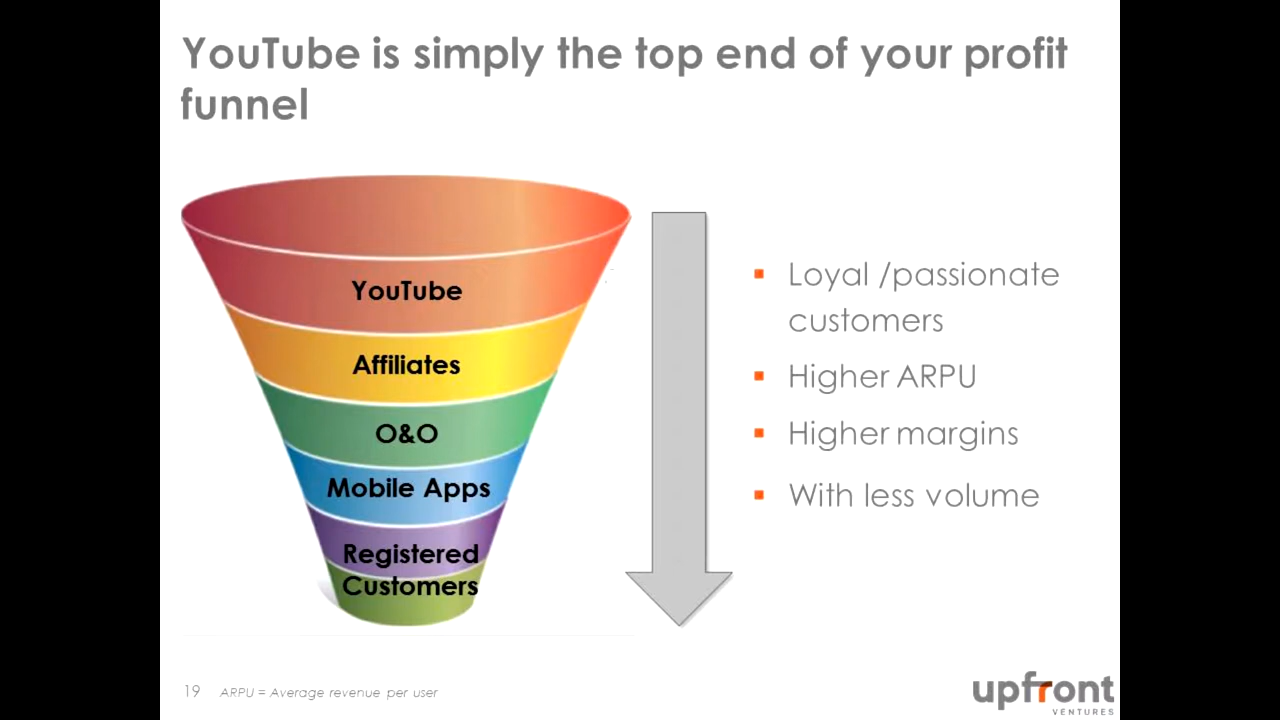 YouTube is simply the top end of your profit
funnel
YouTube
Affiliates
O&O
Mobile Apps
Registered
Customers
Loyal /passionate
customers
Higher ARPU
Higher margins
With less volume
19
ARPU = Average revenue per user
upfront
VENTURES